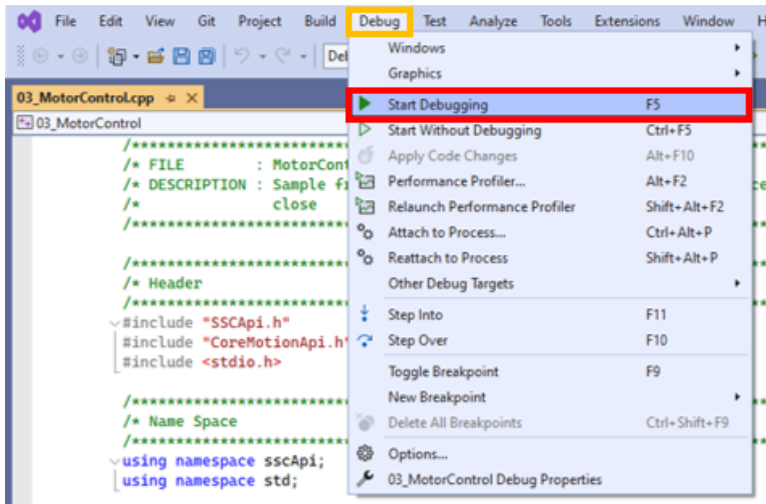 File Edit View Git Project Build Debug Test Analyze Tools Extensions Window H
Del
03_MotorControl.cpp
03_MotorControl
/*************************
/* FILE : MotorCont
/* DESCRIPTION : Sample f
/* close
/*************************
/*************************
/* Header
/*************************
#include "SSCApi.h"
#include "CoreMotionApi.h"
#include <stdio.h>
/*************************
/* Name Space
/*************************
using namespace sscApi;
using namespace std;
Windows
Graphics
Start Debugging F5
Start Without Debugging Ctrl+F5
Apply Code Changes Alt+F10
Performance Profiler... Alt+F2
Relaunch Performance Profiler Shift+Alt+F2
Attach to Process... Ctrl+Alt+P
Reattach to Process Shift+Alt+P
Other Debug Targets
Step Into F11
Step Over F10
Toggle Breakpoint F9
New Breakpoint
Delete All Breakpoints Ctrl+Shift+F9
Options...
03_MotorControl Debug Properties